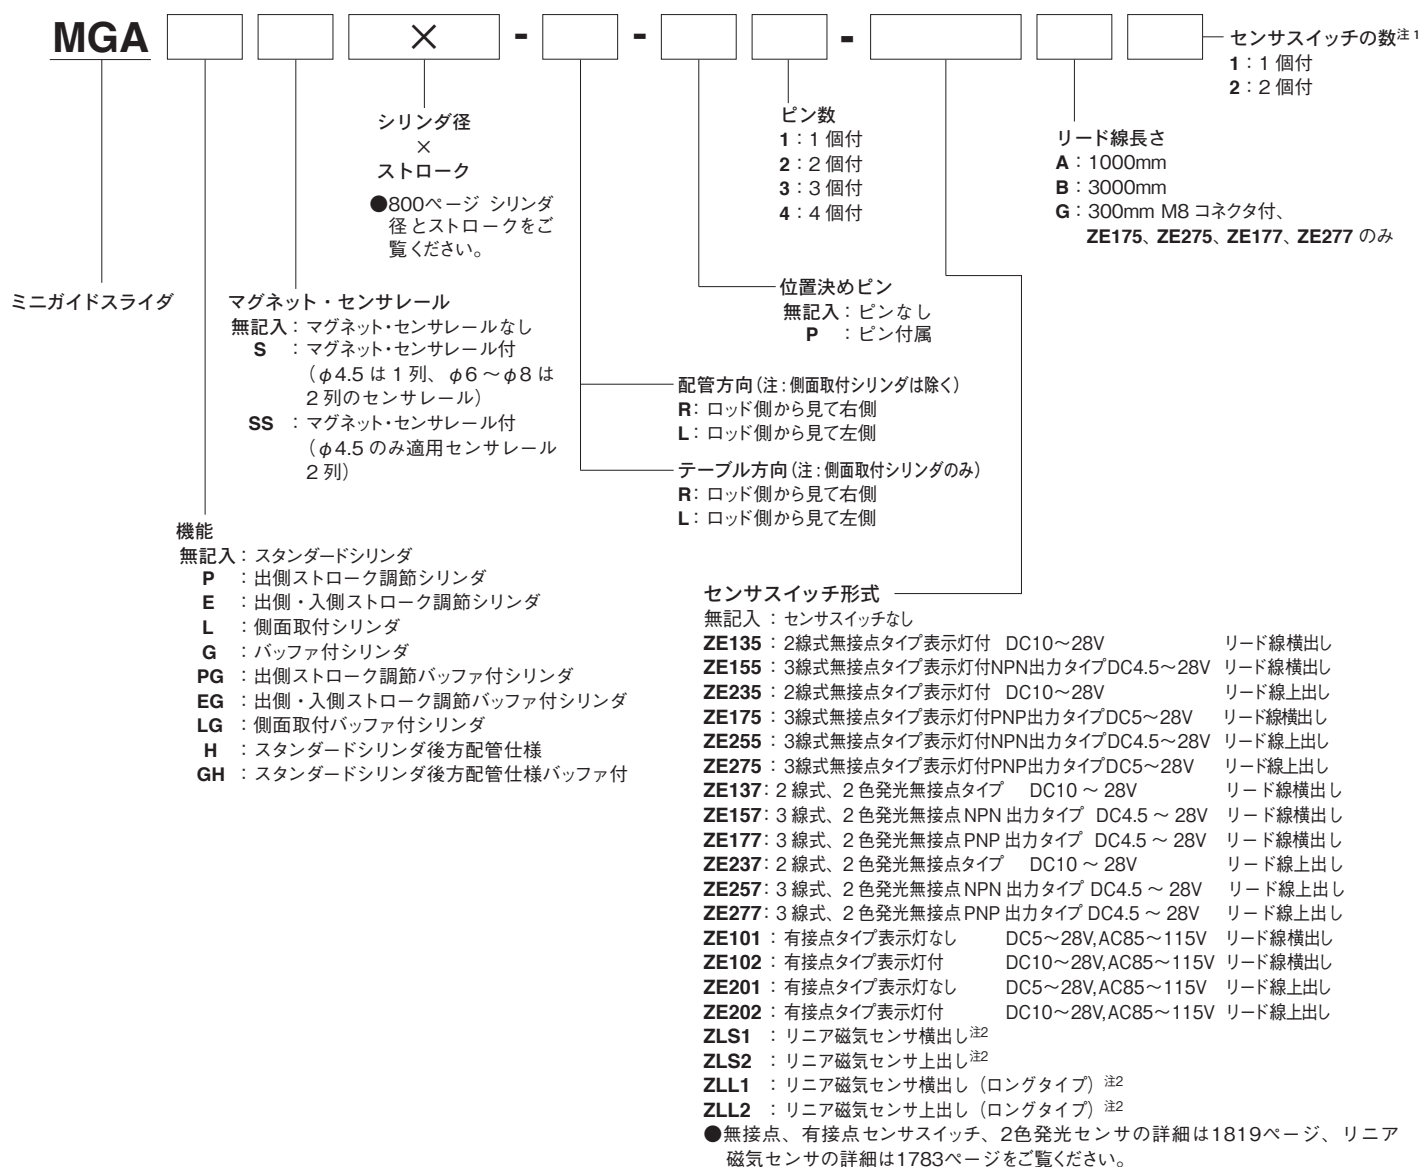 MGA × - - -
センサスイッチの数注1
1：1 個付
2：2 個付
リード線長さ
A：1000mm
B：3000mm
G：300mm M8 コネクタ付、
ZE175、ZE275、ZE177、ZE277 のみ
ピン数
1：1 個付
2：2 個付
3：3 個付
4：4 個付
シリンダ径
×
ストローク
●800ページ シリンダ
径とストロークをご
覧ください。
ミニガイドスライダ
マグネット・センサレール
無記入：マグネット・センサレールなし
S ：マグネット・センサレール付
（φ4.5 は 1 列、φ6 ～φ8 は
2 列のセンサレール）
SS ：マグネット・センサレール付
（φ4.5 のみ適用センサレール
2 列）
位置決めピン
無記入：ピンなし
P ：ピン付属
配管方向(注：側面取付シリンダは除く)
R：ロッド側から見て右側
L：ロッド側から見て左側
テーブル方向(注：側面取付シリンダのみ)
R：ロッド側から見て右側
L：ロッド側から見て左側
機能
無記入：スタンダードシリンダ
P ：出側ストローク調節シリンダ
E ：出側・入側ストローク調節シリンダ
L ：側面取付シリンダ
G ：バッファ付シリンダ
PG ：出側ストローク調節バッファ付シリンダ
EG ：出側・入側ストローク調節バッファ付シリンダ
LG ：側面取付バッファ付シリンダ
H ：スタンダードシリンダ後方配管仕様
GH ：スタンダードシリンダ後方配管仕様バッファ付
センサスイッチ形式
無記入：センサスイッチなし
ZE135：2線式無接点タイプ表示灯付 DC10～28V リード線横出し
ZE155：3線式無接点タイプ表示灯付NPN出力タイプDC4.5～28V リード線横出し
ZE235：2線式無接点タイプ表示灯付 DC10～28V リード線上出し
ZE175：3線式無接点タイプ表示灯付PNP出力タイプDC5～28V リード線横出し
ZE255：3線式無接点タイプ表示灯付NPN出力タイプDC4.5～28V リード線上出し
ZE275：3線式無接点タイプ表示灯付PNP出力タイプDC5～28V リード線上出し
ZE137：2 線式、2 色発光無接点タイプ DC10 ～ 28V リード線横出し
ZE157：3 線式、2 色発光無接点 NPN 出力タイプ DC4.5 ～ 28V リード線横出し
ZE177：3 線式、2 色発光無接点 PNP 出力タイプ DC4.5 ～ 28V リード線横出し
ZE237：2 線式、2 色発光無接点タイプ DC10 ～ 28V リード線上出し
ZE257：3 線式、2 色発光無接点 NPN 出力タイプ DC4.5 ～ 28V リード線上出し
ZE277：3 線式、2 色発光無接点 PNP 出力タイプ DC4.5 ～ 28V リード線上出し
ZE101：有接点タイプ表示灯なし DC5～28V,AC85～115V リード線横出し
ZE102：有接点タイプ表示灯付 DC10～28V,AC85～115V リード線横出し
ZE201：有接点タイプ表示灯なし DC5～28V,AC85～115V リード線上出し
ZE202：有接点タイプ表示灯付 DC10～28V,AC85～115V リード線上出し
ZLS1 ：リニア磁気センサ横出し注2
ZLS2 ：リニア磁気センサ上出し注2
ZLL1 ：リニア磁気センサ横出し（ロングタイプ）注2
ZLL2 ：リニア磁気センサ上出し（ロングタイプ）注2
●無接点、有接点センサスイッチ、2色発光センサの詳細は1819ページ、リニア
磁気センサの詳細は1783ページをご覧ください。